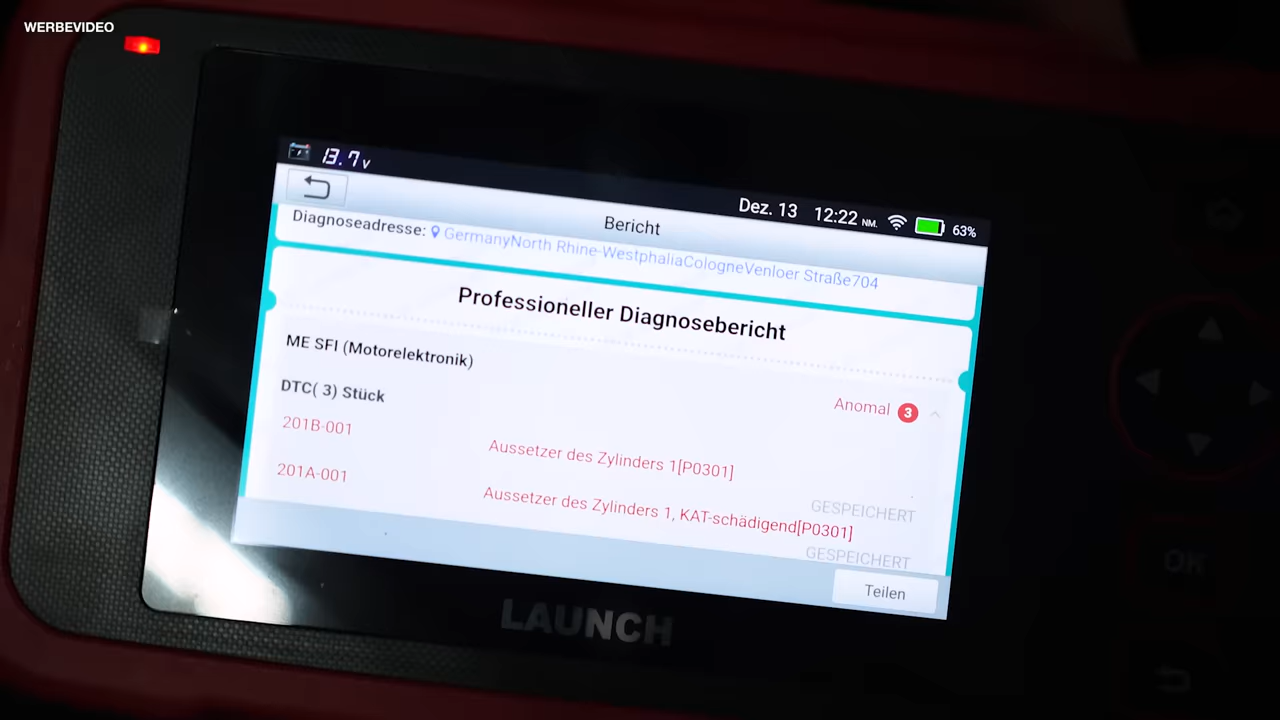 WERBEVIDEO
13.7v
Dez. 13 12:22 NM. 63%
Bericht
Diagnoseadresse: GermanyNorth Rhine-WestphaliaCologneVenloer Straße704
Professioneller Diagnosebericht
ME SFI (Motorelektronik)
Anomal 3
DTC( 3) Stück
201B-001 Aussetzer des Zylinders 1[P0301]
GESPEICHERT
201A-001 Aussetzer des Zylinders 1, KAT-schädigend[P0301]
GESPEICHERT
Teilen
LAUNCH
OK